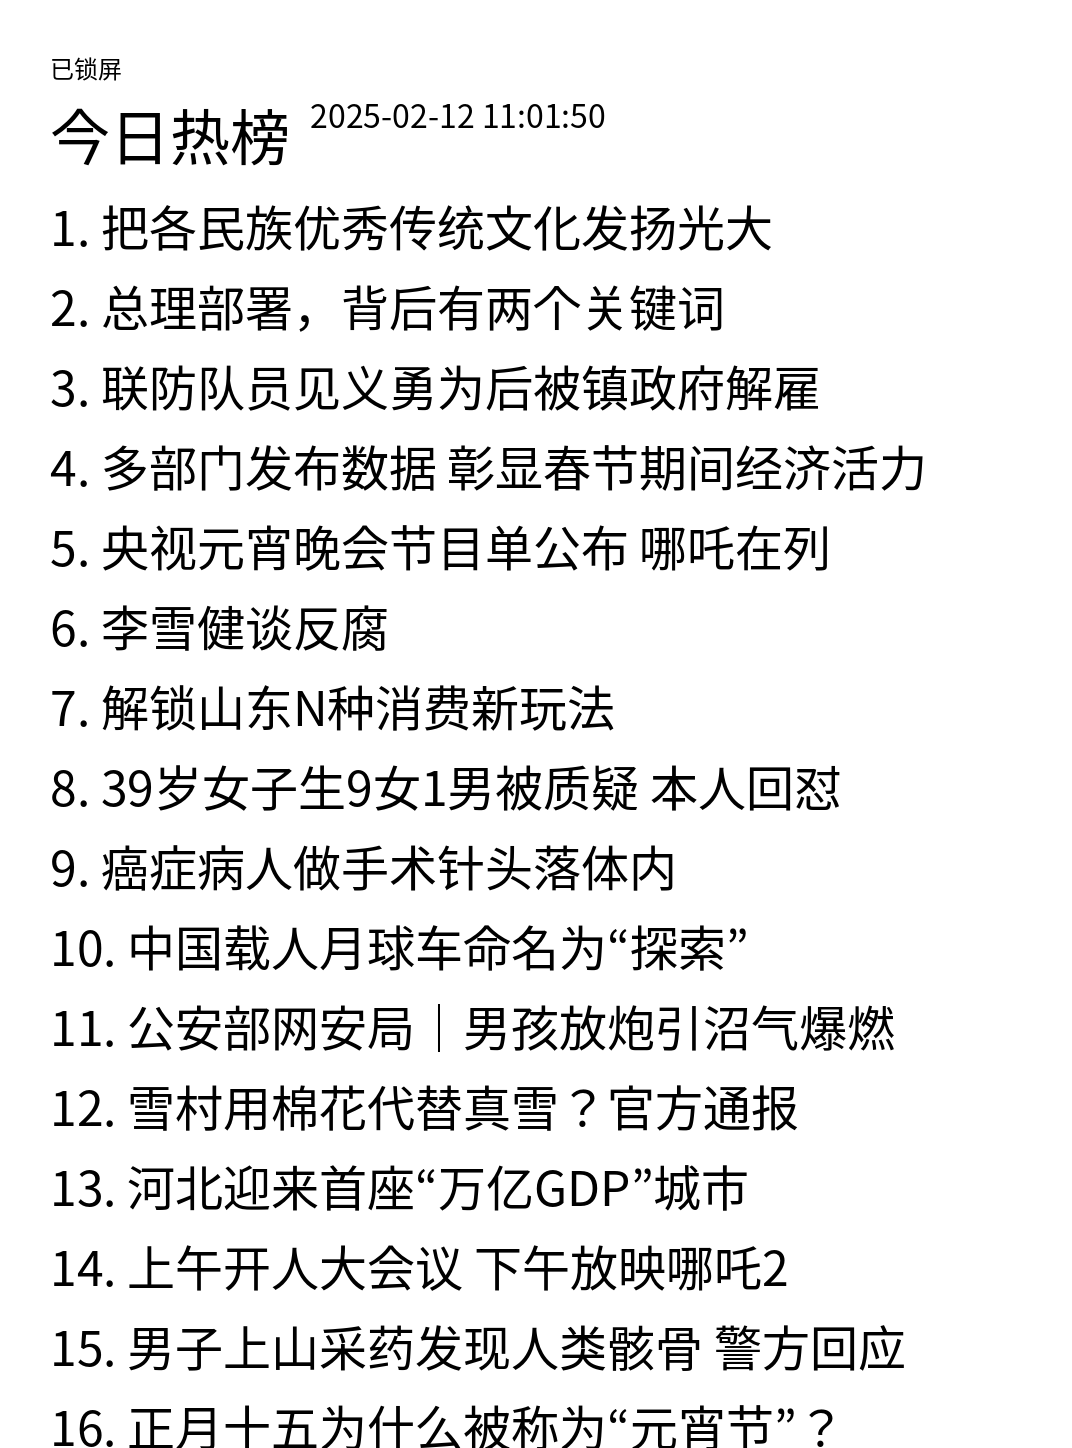 已锁屏
今日热榜 2025-02-12 11:01:50
1. 把各民族优秀传统文化发扬光大
2. 总理部署，背后有两个关键词
3. 联防队员见义勇为后被镇政府解雇
4. 多部门发布数据 彰显春节期间经济活力
5. 央视元宵晚会节目单公布 哪吒在列
6. 李雪健谈反腐
7. 解锁山东N种消费新玩法
8. 39岁女子生9女1男被质疑 本人回怼
9. 癌症病人做手术针头落体内
10. 中国载人月球车命名为“探索”
11. 公安部网安局｜男孩放炮引沼气爆燃
12. 雪村用棉花代替真雪？官方通报
13. 河北迎来首座“万亿GDP”城市
14. 上午开人大会议 下午放映哪吒2
15. 男子上山采药发现人类骸骨 警方回应
16. 正月十五为什么被称为“元宵节”？